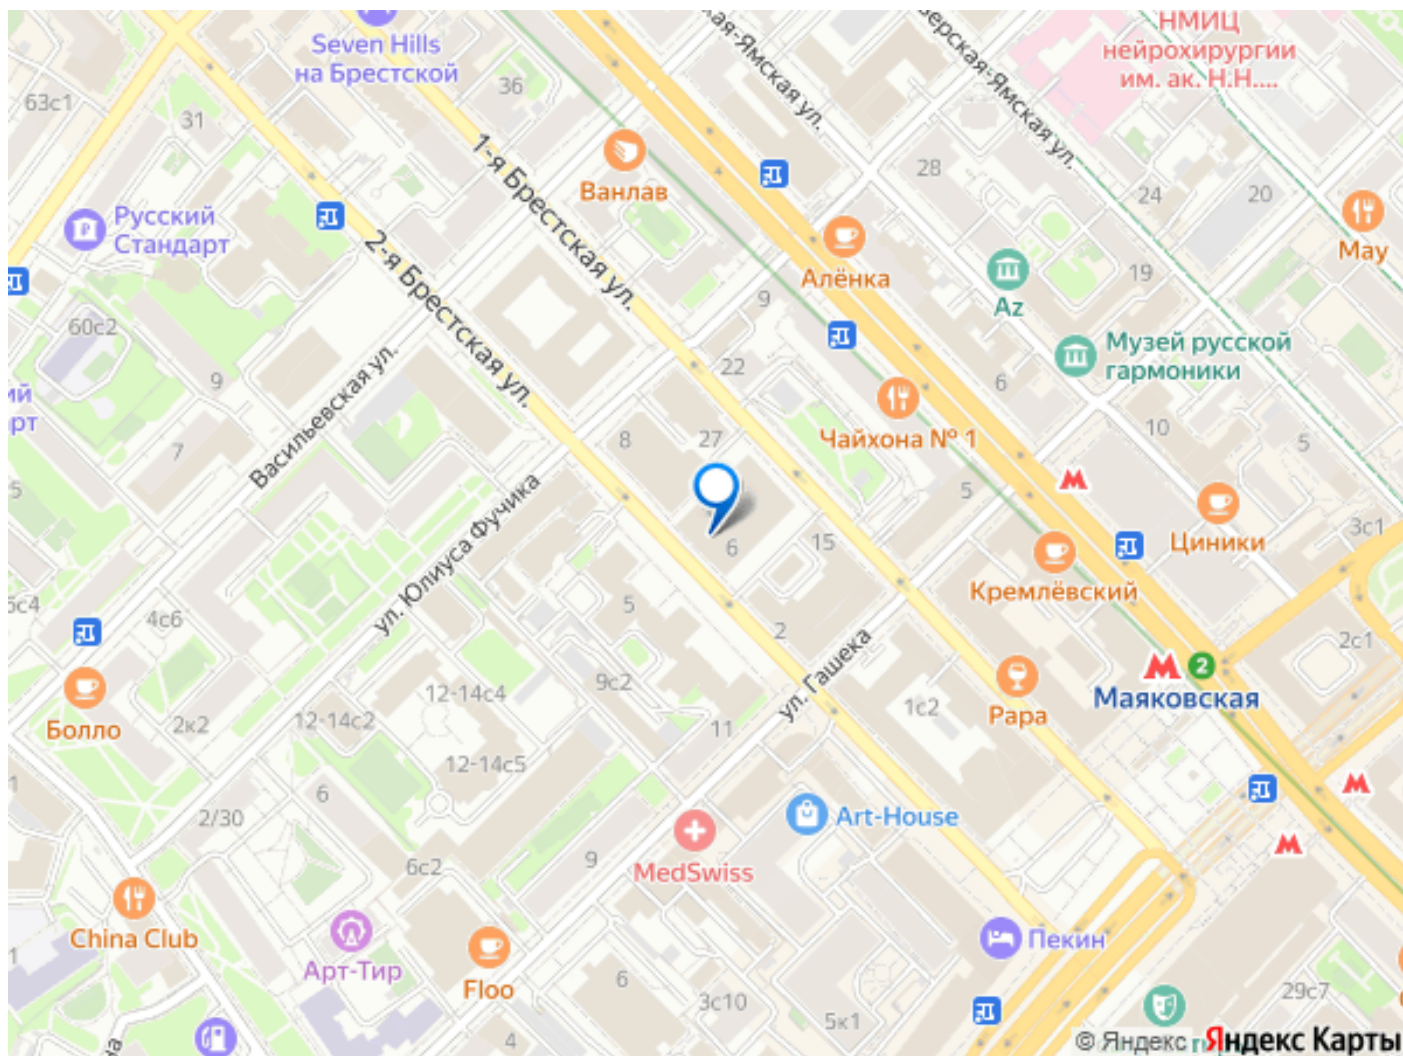 Seven Hills
на Брестской
НМИЦ
нейрохирургии
им. ак. Н.Н....
63с1
36
31
1-я Брестская ул.
Ванлав
28
24
20
Русский
Стандарт
2-я Брестская ул.
Алёнка
Az
19
May
9
60с2
Музей русской
гармоники
9
22
6
Васильевская ул.
Чайхона № 1
10
5
7
8
27
5
ул. Юлиуса Фучика
6
15
Кремлёвский
Циники
3с1
4с6
5
2
ул. Гашека
2с1
2
Маяковская
Болло
2к2
12-14с4
12-14с2
9с2
11
1с2
Papa
12-14с5
6
2/30
Art-House
MedSwiss
6с2
9
China Club
Арт-Тир
Floo
Пекин
6
3с10
5к1
4
29с7
© Яндекс
Яндекс Карты